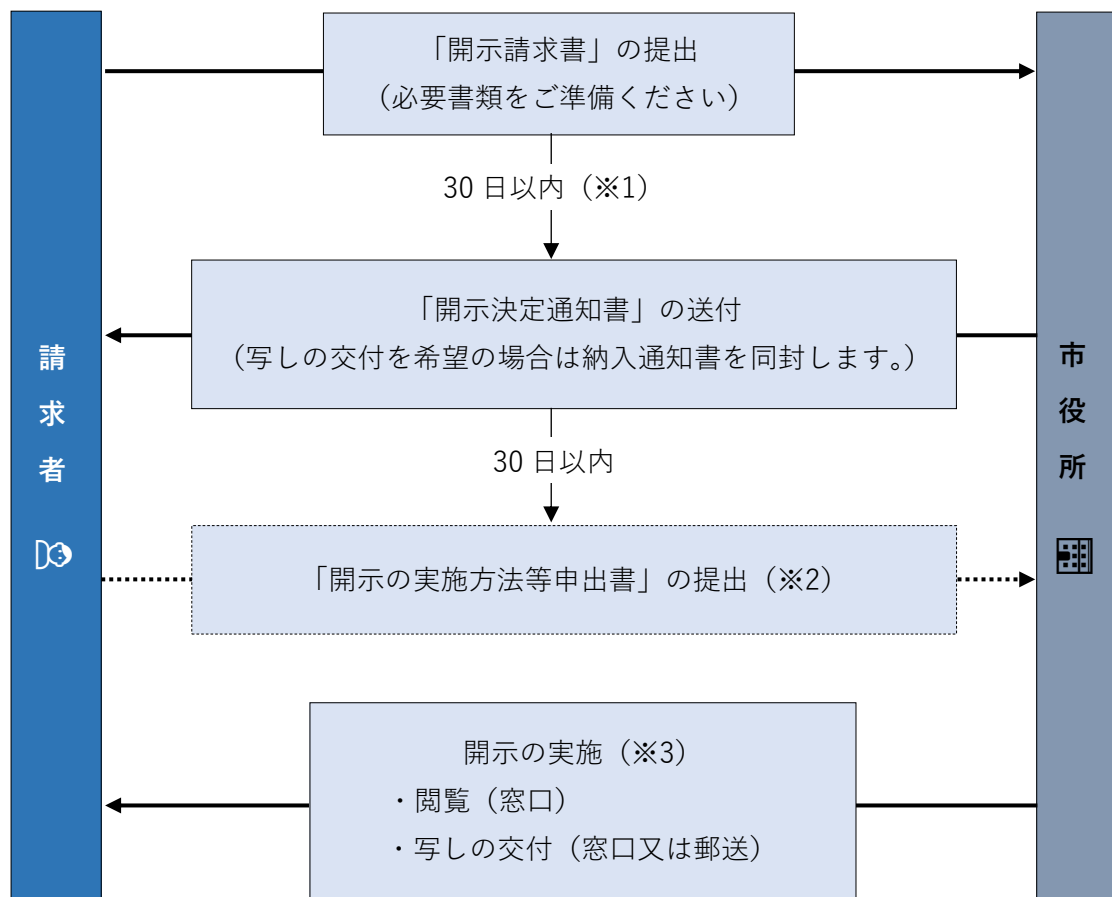 「開示請求書」の提出
（必要書類をご準備ください）
30 日以内（※1）
「開示決定通知書」の送付
（写しの交付を希望の場合は納入通知書を同封します。）
30 日以内
「開示の実施方法等申出書」の提出（※2）
開示の実施（※3）
・閲覧（窓口）
・写しの交付（窓口又は郵送）
請求者
市役所